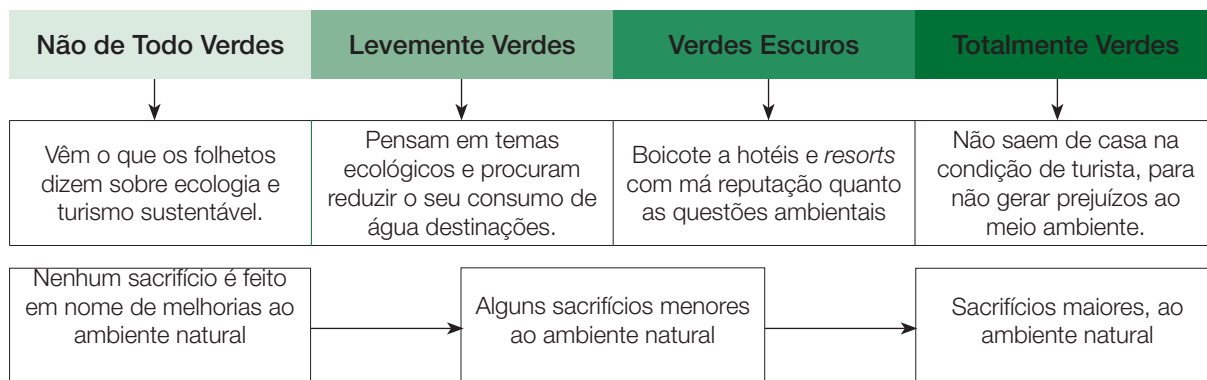 Não de Todo Verdes
Levemente Verdes
Verdes Escuros
Totalmente Verdes
Vêm o que os folhetos
dizem sobre ecologia e
turismo sustentável.
Pensam em temas
ecológicos e procuram
reduzir o seu consumo de
água destinações.
Boicote a hotéis e resorts
com má reputação quanto
as questões ambientais
Não saem de casa na
condição de turista, para
não gerar prejuízos ao
meio ambiente.
Nenhum sacrifício é feito
em nome de melhorias ao
ambiente natural
Alguns sacrifícios menores
ao ambiente natural
Sacrifícios maiores, ao
ambiente natural